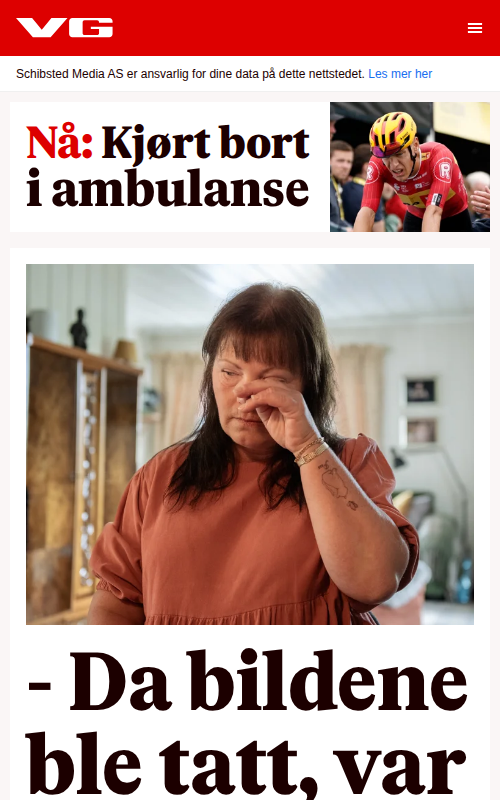 VG
Schibsted Media AS er ansvarlig for dine data på dette nettstedet. Les mer her
Nå: Kjørt bort
i ambulanse
R
- Da bildene
ble tatt, var